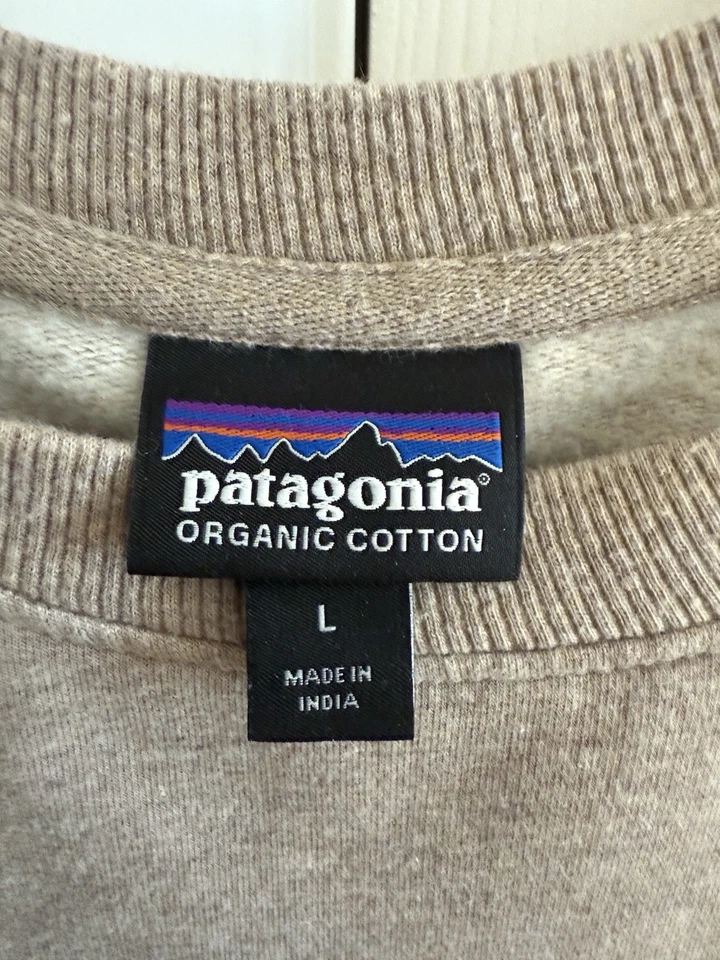 patagonia®
ORGANIC COTTON
L
MADE IN
INDIA